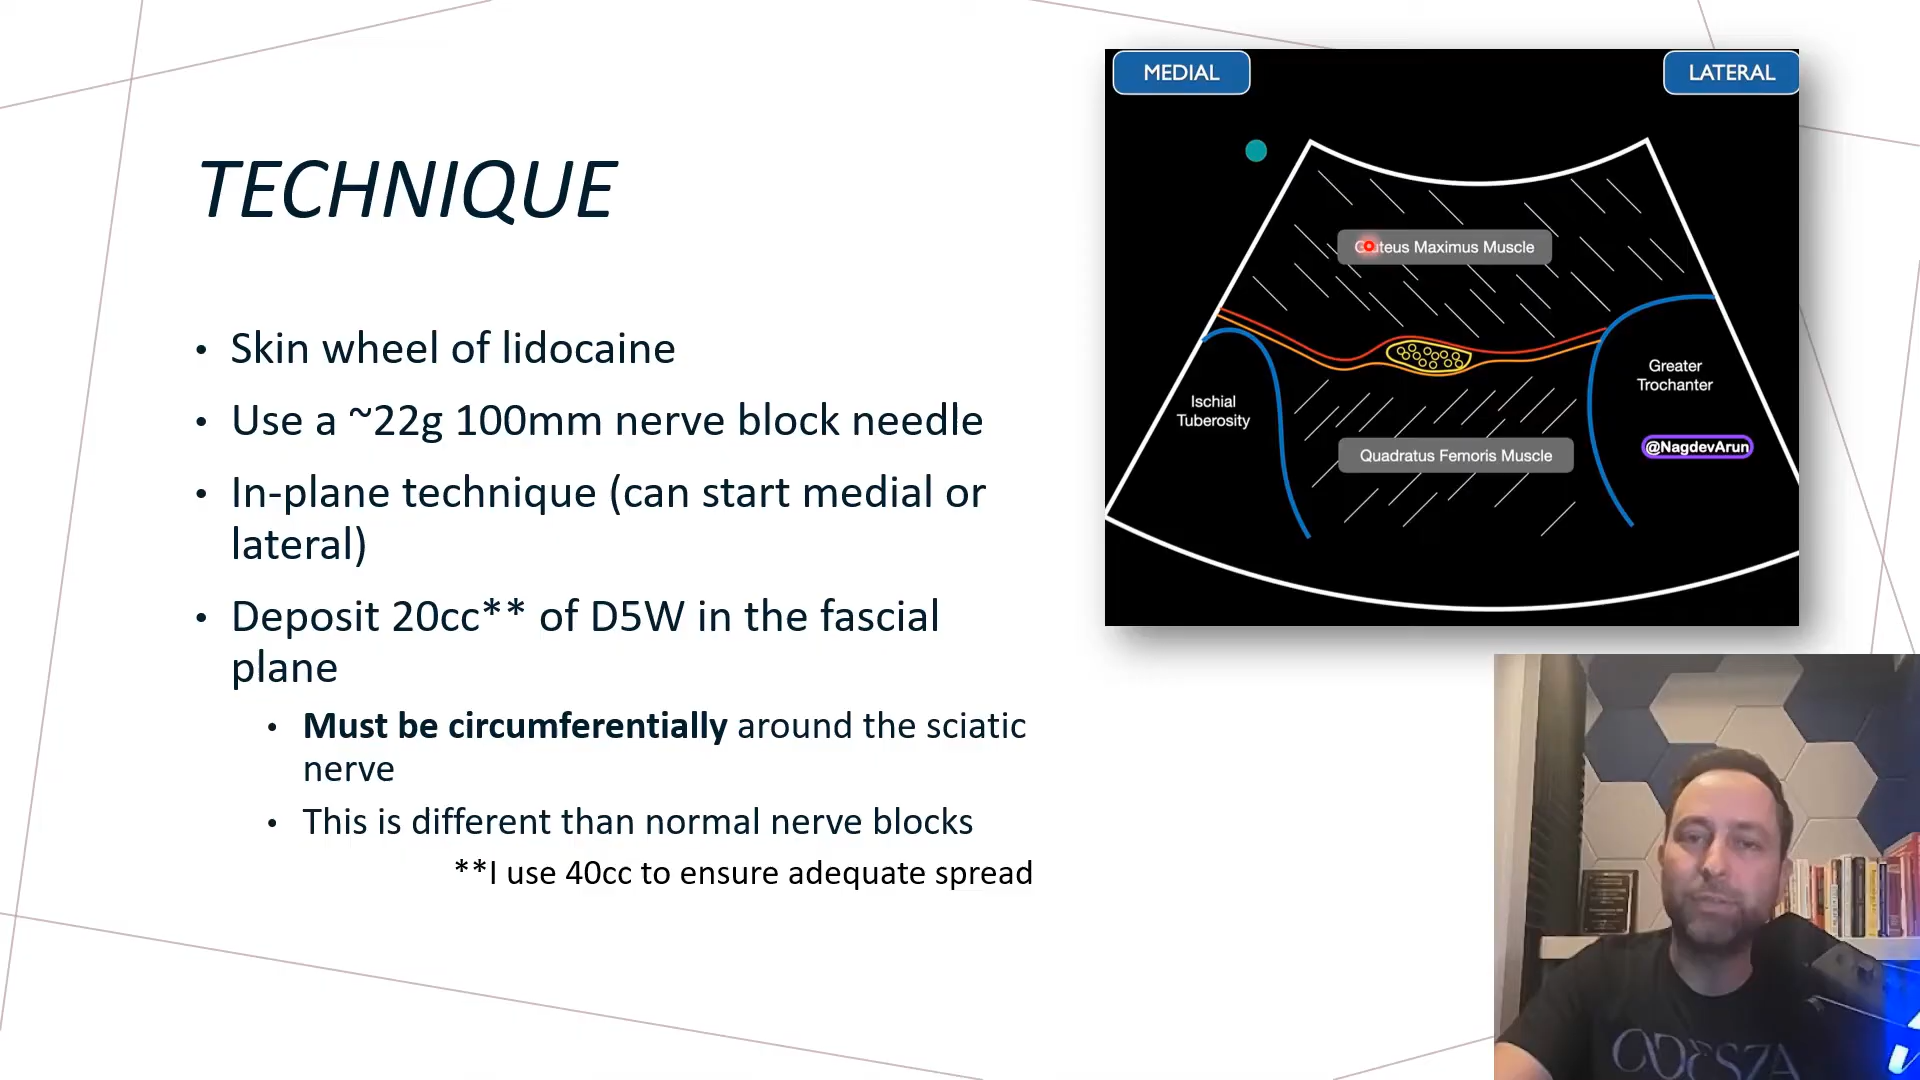 TECHNIQUE
• Skin wheel of lidocaine
• Use a ~22g 100mm nerve block needle
• In-plane technique (can start medial or
lateral)
• Deposit 20cc** of D5W in the fascial
plane
• Must be circumferentially around the sciatic
nerve
• This is different than normal nerve blocks
**I use 40cc to ensure adequate spread
MEDIAL
LATERAL
Gluteus Maximus Muscle
Ischial
Tuberosity
Greater
Trochanter
@NagdevArun
Quadratus Femoris Muscle
ODESZA